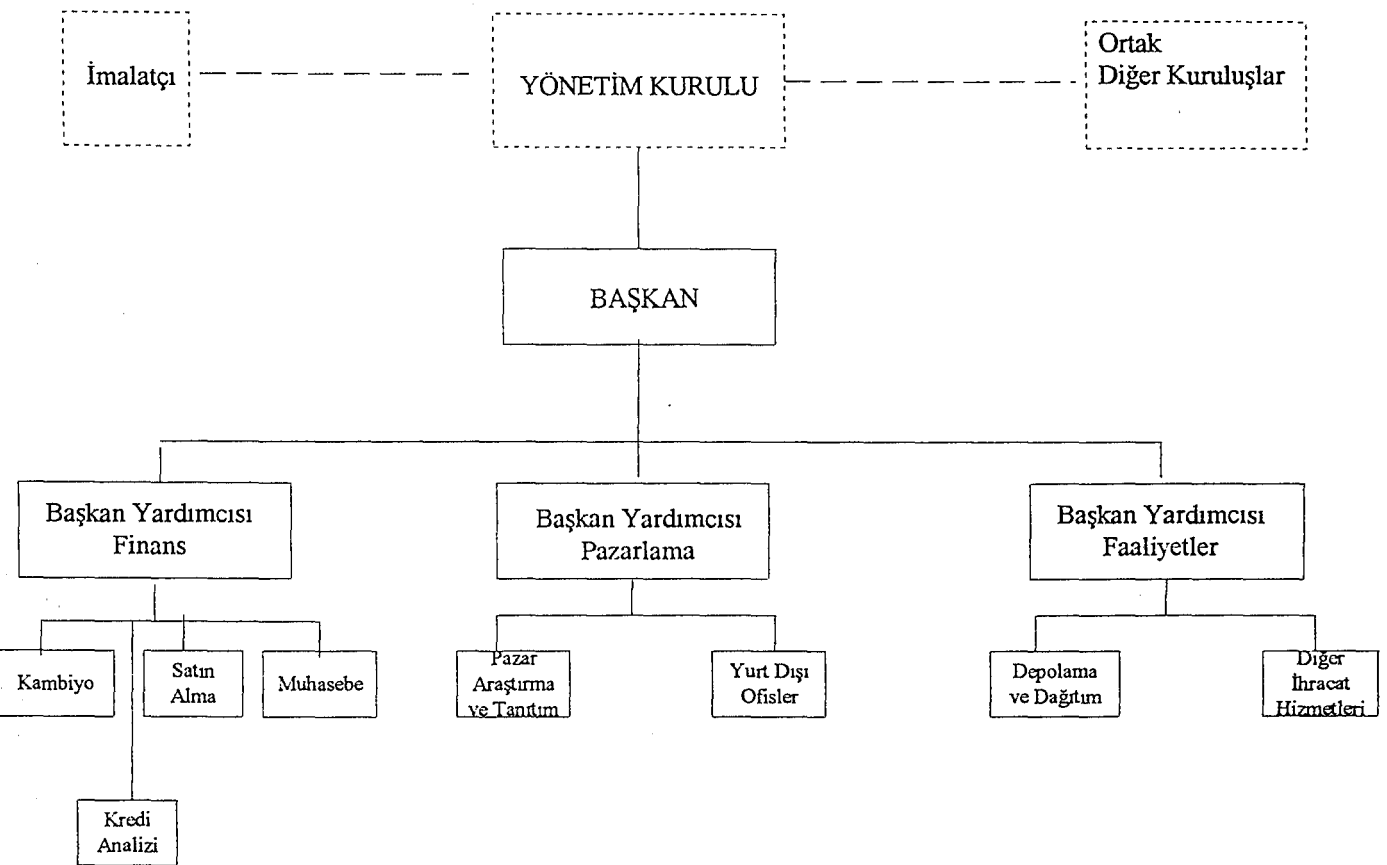 İmalatçı
YÖNETİM KURULU
Ortak
Diğer Kuruluşlar
BAŞKAN
Başkan Yardımcısı
Finans
Başkan Yardımcısı
Pazarlama
Başkan Yardımcısı
Faaliyetler
Kambiyo
Satın
Alma
Muhasebe
Pazar
Araştırma
ve Tanıtım
Yurt Dışı
Ofisler
Depolama
ve Dağıtım
Diğer
İhracat
Hizmetleri
Kredi
Analizi